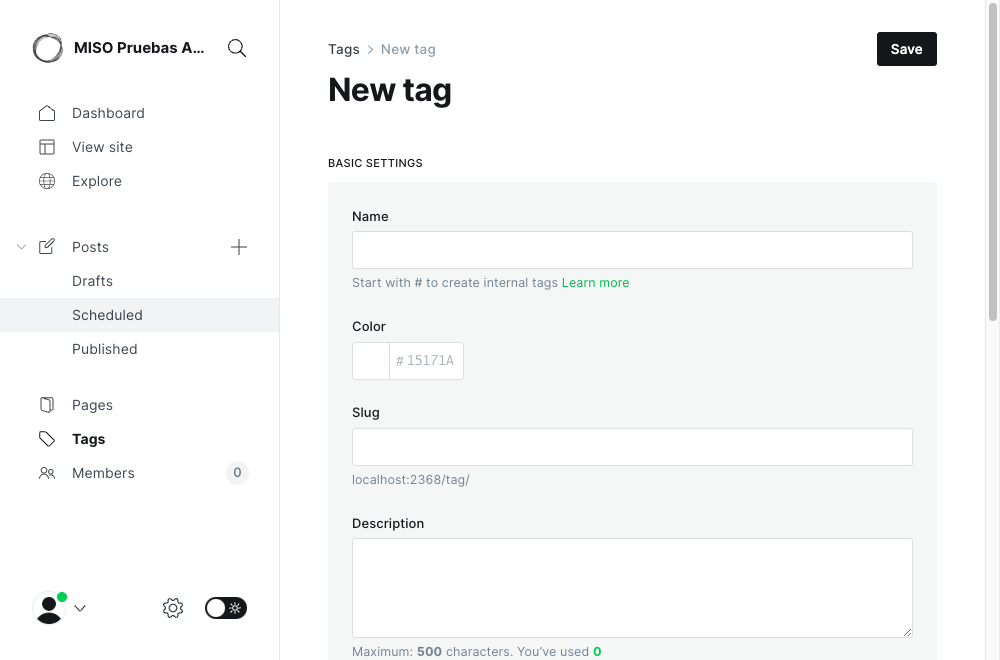 MISO Pruebas A...
Dashboard
View site
Explore
Posts
Drafts
Scheduled
Published
Pages
Tags
Members 0
Tags > New tag
Save
New tag
BASIC SETTINGS
Name
Start with # to create internal tags Learn more
Color
# 15171A
Slug
localhost:2368/tag/
Description
Maximum: 500 characters. You've used 0